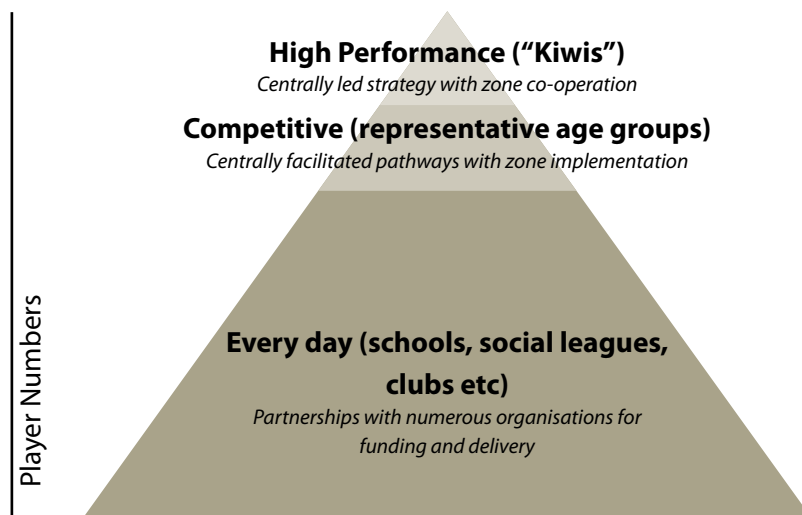 High Performance (“Kiwis”)
Centrally led strategy with zone co-operation
Competitive (representative age groups)
Centrally facilitated pathways with zone implementation
Every day (schools, social leagues,
clubs etc)
Partnerships with numerous organisations for
funding and delivery
Player Numbers